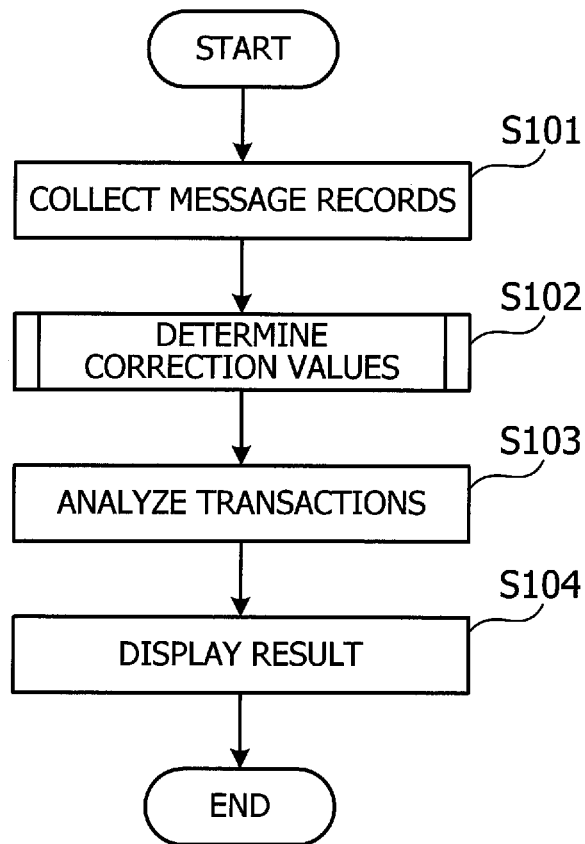 START
S101
COLLECT MESSAGE RECORDS
S102
DETERMINE
CORRECTION VALUES
S103
ANALYZE TRANSACTIONS
S104
DISPLAY RESULT
END